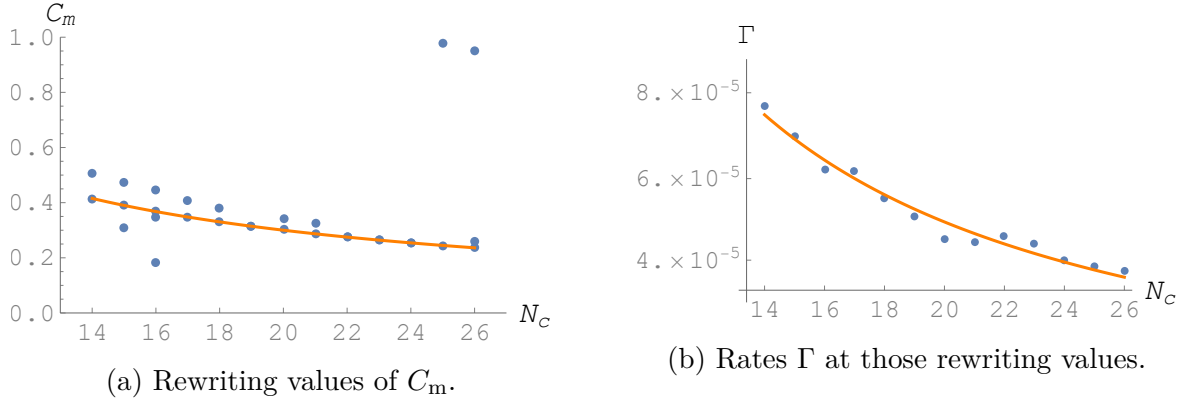 C_m
1.0
0.8
0.6
0.4
0.2
0.0
14 16 18 20 22 24 26
N_c
(a) Rewriting values of C_m.
Γ
8.×10^-5
6.×10^-5
4.×10^-5
14 16 18 20 22 24 26
N_c
(b) Rates Γ at those rewriting values.